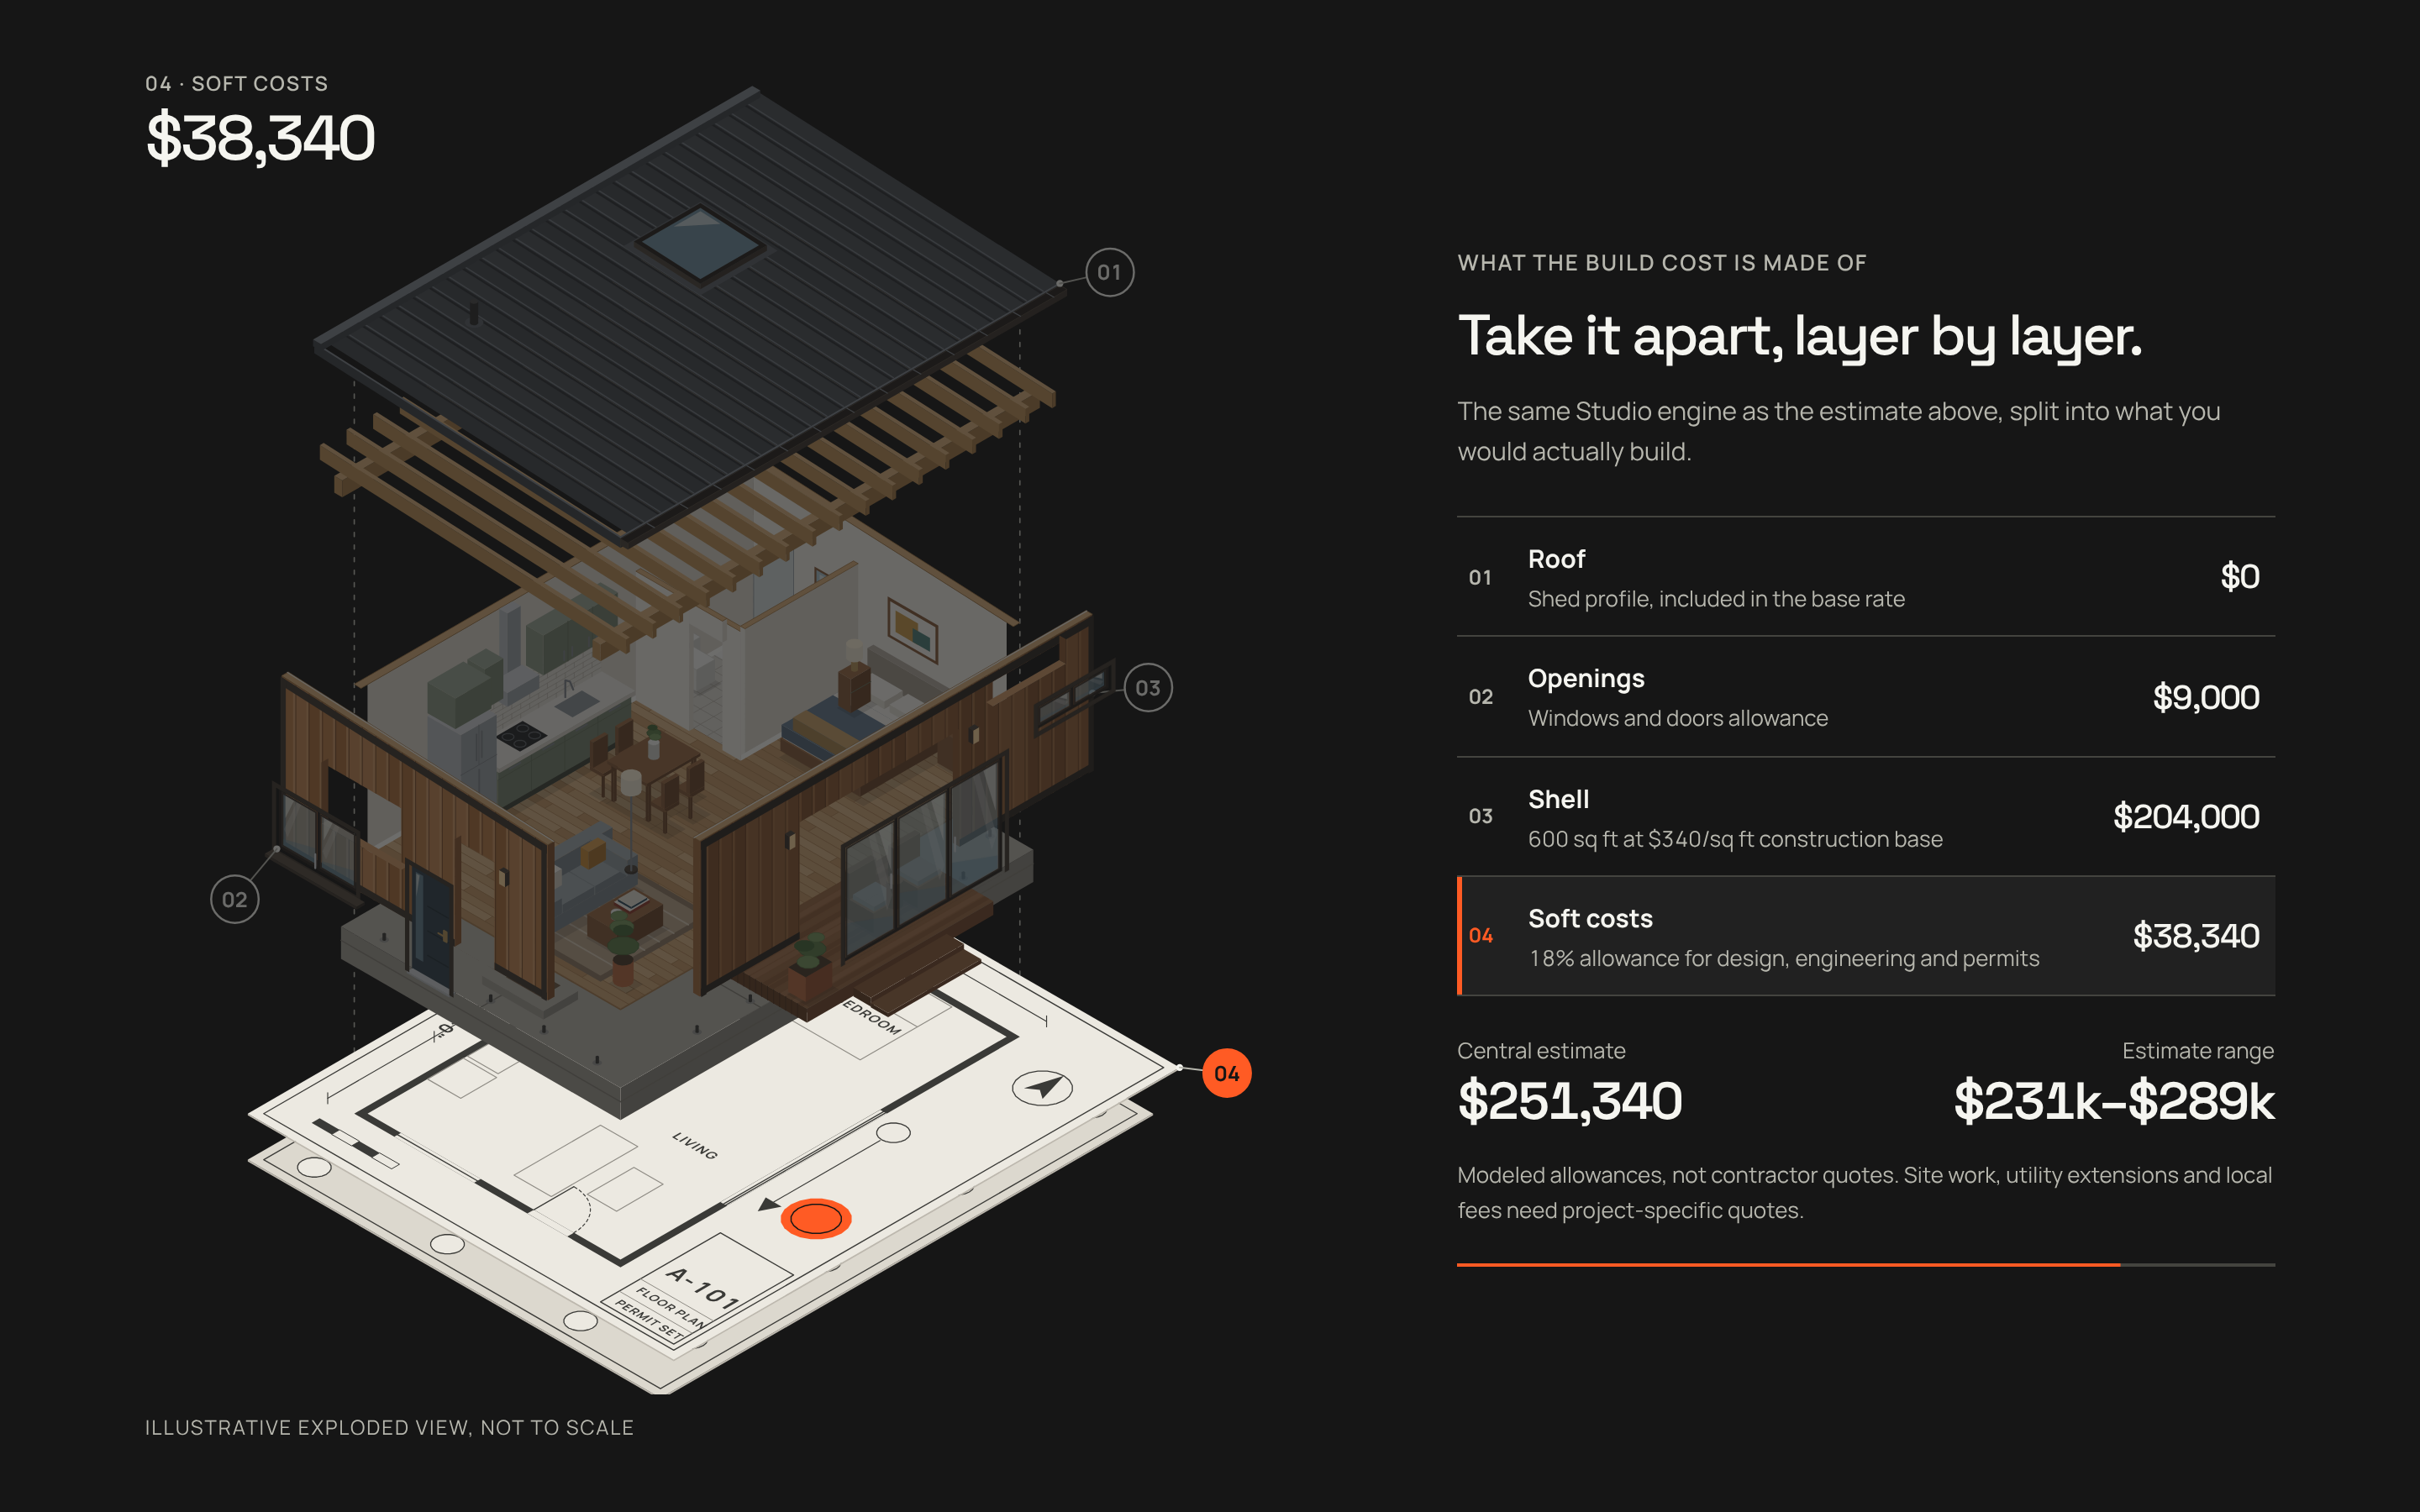 04 · SOFT COSTS
$38,340
01
03
02
04
EDROOM
LIVING
A-101
FLOOR PLAN
PERMIT SET
ILLUSTRATIVE EXPLODED VIEW, NOT TO SCALE
WHAT THE BUILD COST IS MADE OF
Take it apart, layer by layer.
The same Studio engine as the estimate above, split into what you
would actually build.
01
Roof
Shed profile, included in the base rate
$0
02
Openings
Windows and doors allowance
$9,000
03
Shell
600 sq ft at $340/sq ft construction base
$204,000
04
Soft costs
18% allowance for design, engineering and permits
$38,340
Central estimate
$251,340
Estimate range
$231k–$289k
Modeled allowances, not contractor quotes. Site work, utility extensions and local
fees need project-specific quotes.